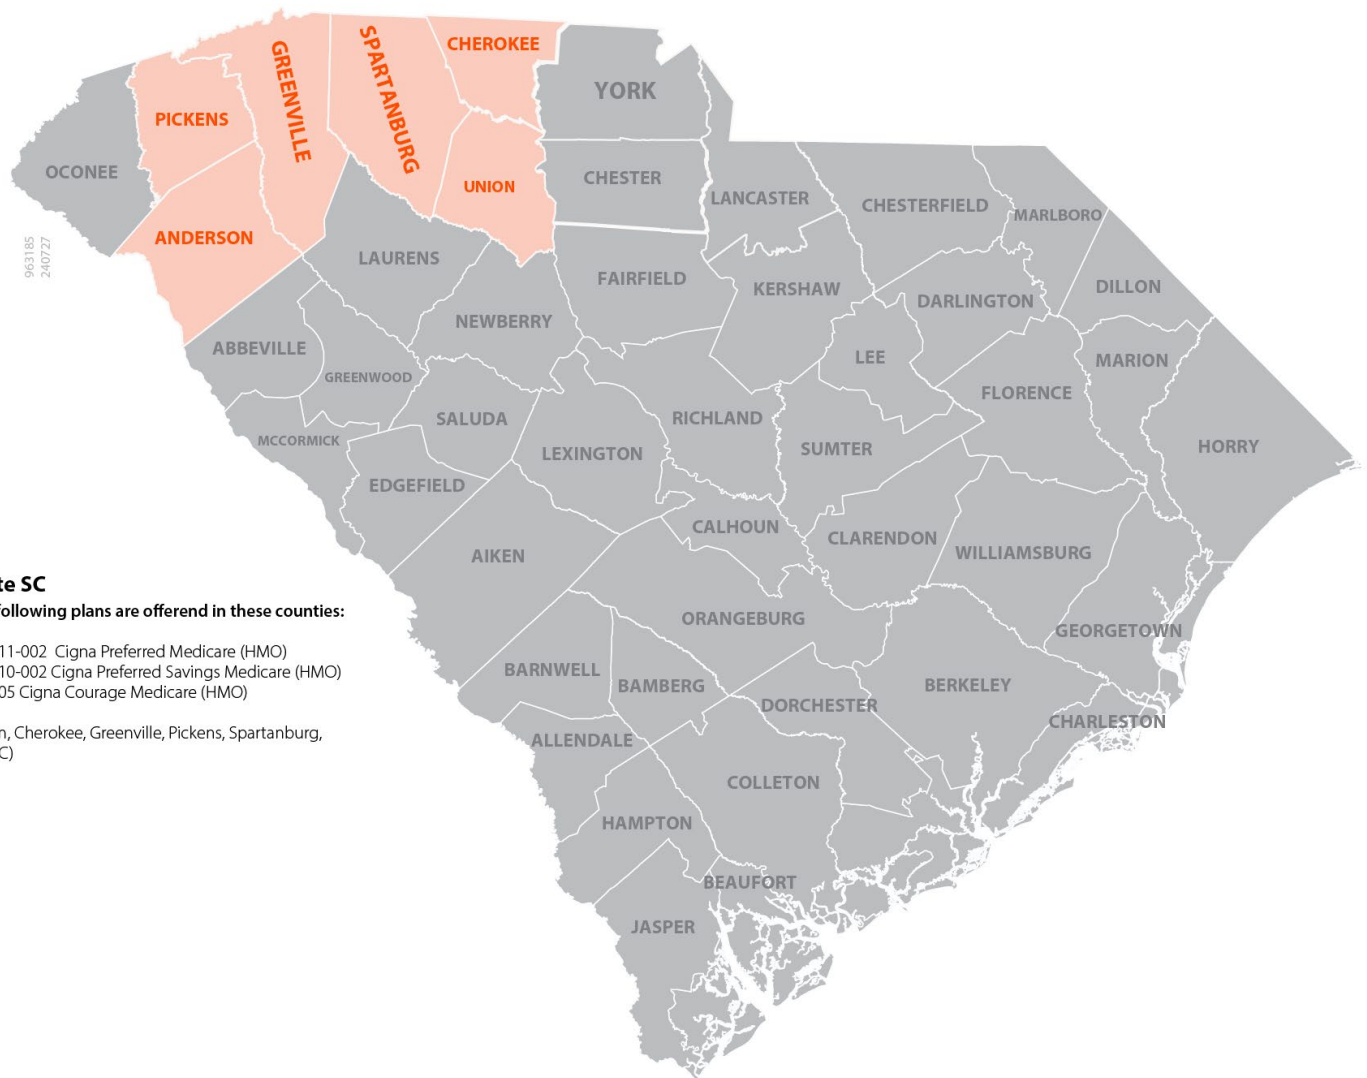 CHEROKEE
SPARTANBURG
GREENVILLE
YORK
PICKENS
OCONEE
UNION
CHESTER
LANCASTER
CHESTERFIELD
MARLBORO
ANDERSON
LAURENS
963185
240727
FAIRFIELD
KERSHAW
DARLINGTON
DILLON
NEWBERRY
ABBEVILLE
LEE
MARION
GREENWOOD
FLORENCE
SALUDA
RICHLAND
MCCORMICK
LEXINGTON
SUMTER
HORRY
EDGEFIELD
CALHOUN
CLARENDON
AIKEN
WILLIAMSBURG
te SC
following plans are offerend in these counties:
11-002 Cigna Preferred Medicare (HMO)
10-002 Cigna Preferred Savings Medicare (HMO)
05 Cigna Courage Medicare (HMO)
n, Cherokee, Greenville, Pickens, Spartanburg,
C)
ORANGEBURG
GEORGETOWN
BARNWELL
BAMBERG
BERKELEY
DORCHESTER
CHARLESTON
ALLENDALE
COLLETON
HAMPTON
BEAUFORT
JASPER